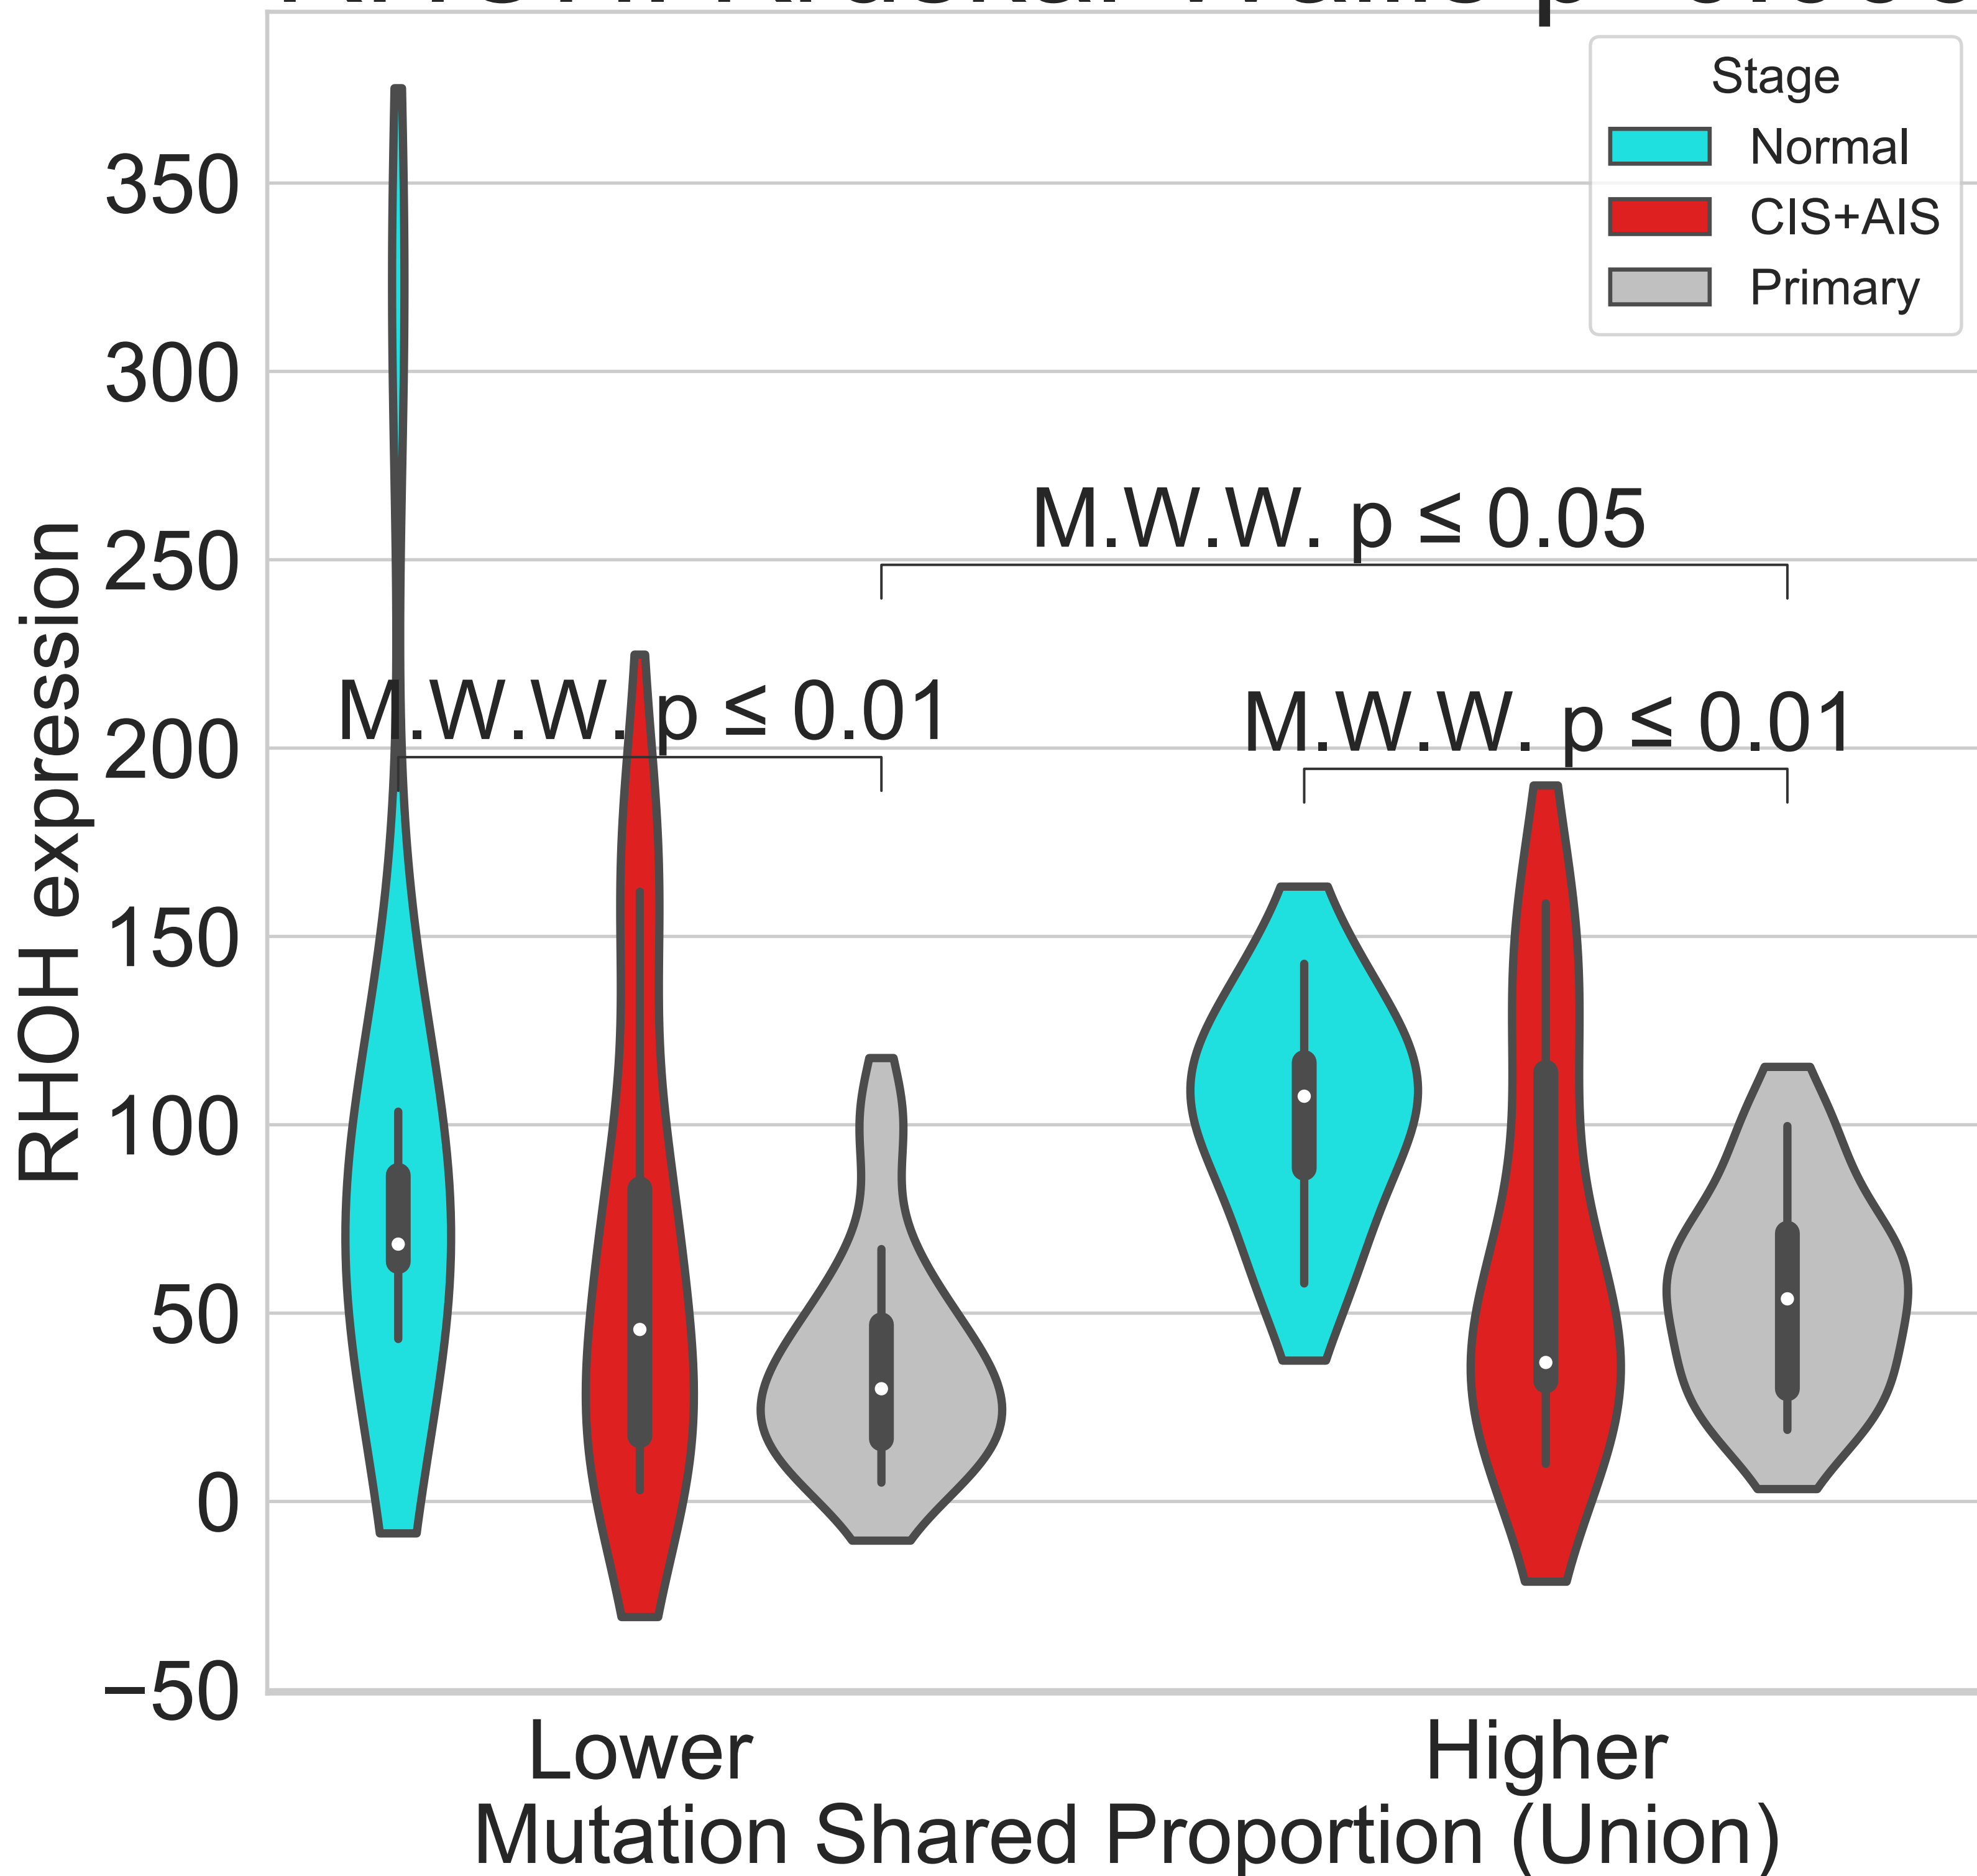 Stage
Normal
CIS+AIS
Primary
350
300
250
200
150
100
50
0
−50
RHOH expression
M.W.W. p ≤ 0.05
M.W.W. p ≤ 0.01
M.W.W. p ≤ 0.01
Lower
Higher
Mutation Shared Proportion (Union)